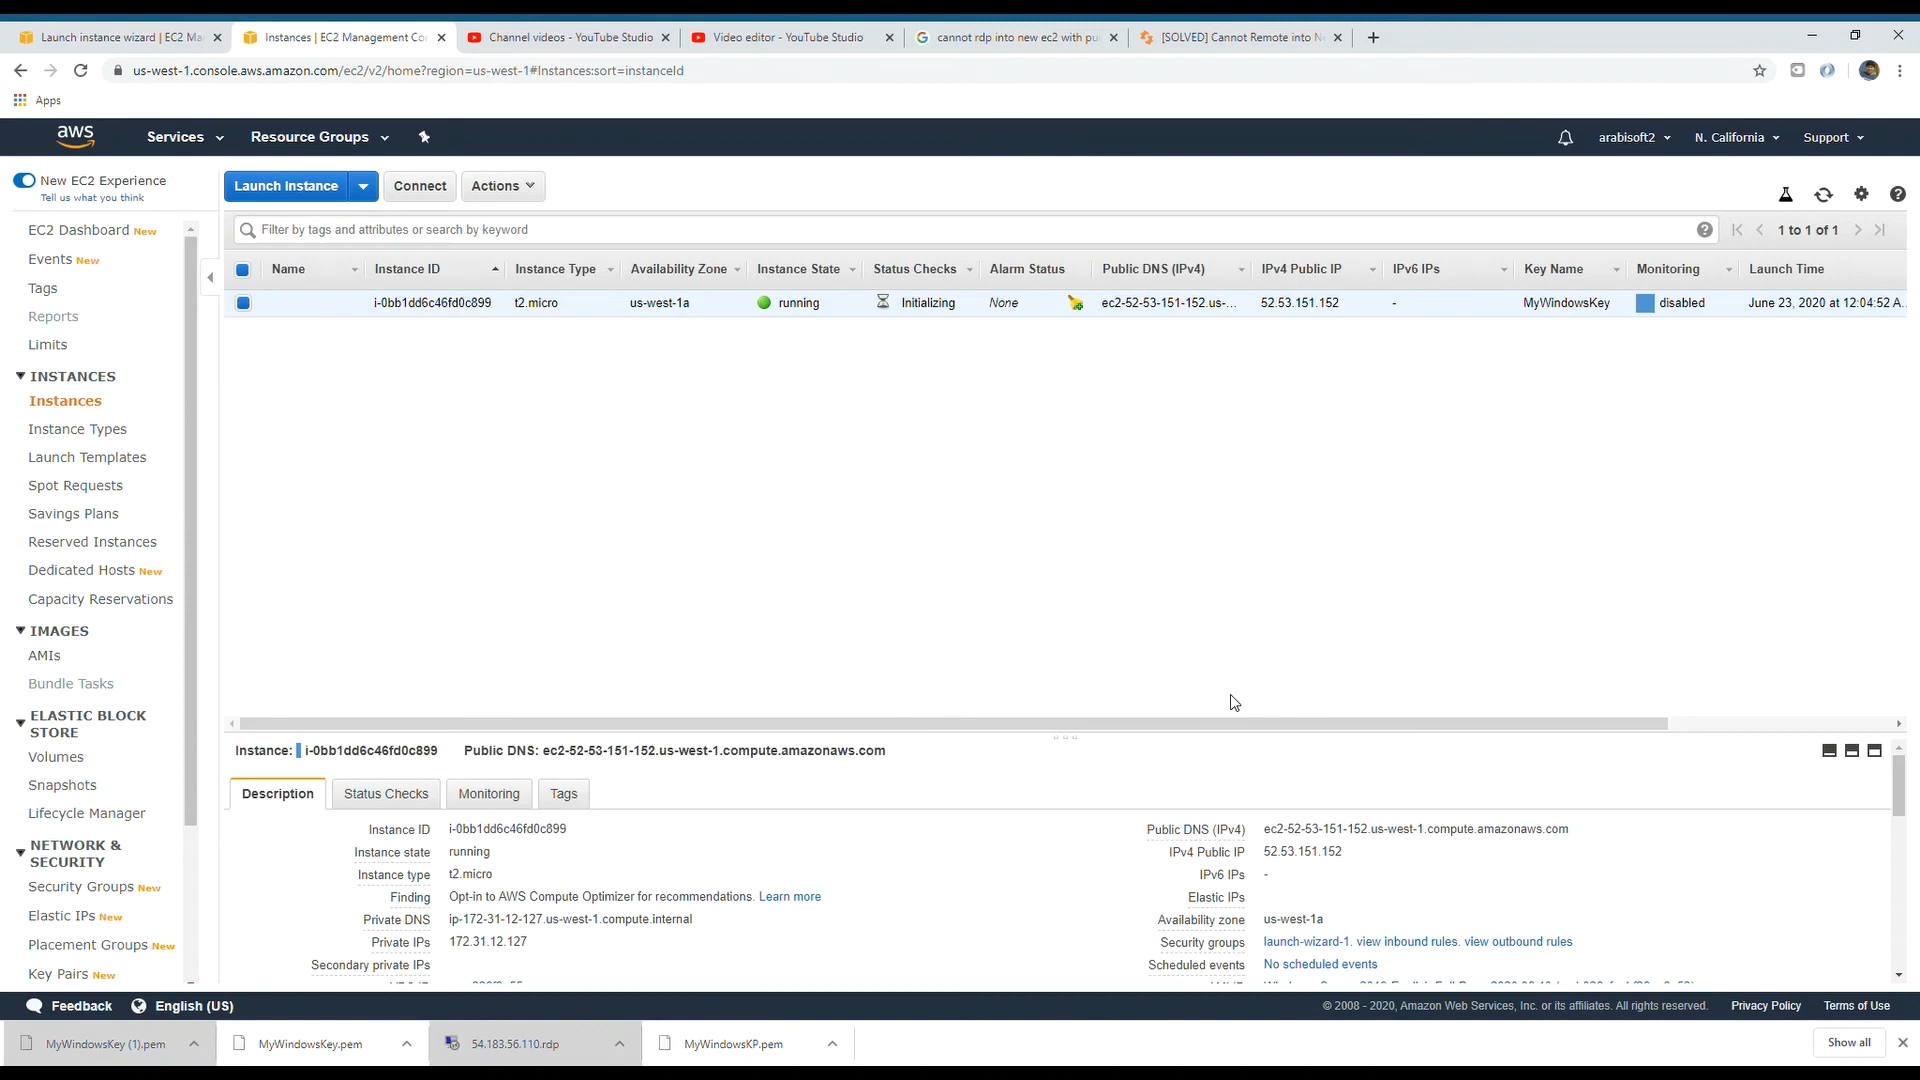 Launch instance wizard | EC2 Ma
Instances | EC2 Management Co
Channel videos - YouTube Studio
Video editor - YouTube Studio
cannot rdp into new ec2 with pu
[SOLVED] Cannot Remote into N
us-west-1.console.aws.amazon.com/ec2/v2/home?region=us-west-1#Instances:sort=instanceId
Apps
aws Services Resource Groups arabisoft2 N. California Support
New EC2 Experience
Tell us what you think
Launch Instance Connect Actions
EC2 Dashboard New
Events New
Tags
Reports
Limits
INSTANCES
Instances
Instance Types
Launch Templates
Spot Requests
Savings Plans
Reserved Instances
Dedicated Hosts New
Capacity Reservations
IMAGES
AMIs
Bundle Tasks
ELASTIC BLOCK
STORE
Volumes
Snapshots
Lifecycle Manager
NETWORK &
SECURITY
Security Groups New
Elastic IPs New
Placement Groups New
Key Pairs New
Filter by tags and attributes or search by keyword
1 to 1 of 1
Name Instance ID Instance Type Availability Zone Instance State Status Checks Alarm Status Public DNS (IPv4) IPv4 Public IP IPv6 IPs Key Name Monitoring Launch Time
i-0bb1dd6c46fd0c899 t2.micro us-west-1a running Initializing None ec2-52-53-151-152.us-... 52.53.151.152 - MyWindowsKey disabled June 23, 2020 at 12:04:52 A...
Instance: i-0bb1dd6c46fd0c899 Public DNS: ec2-52-53-151-152.us-west-1.compute.amazonaws.com
Description Status Checks Monitoring Tags
Instance ID i-0bb1dd6c46fd0c899
Instance state running
Instance type t2.micro
Finding Opt-in to AWS Compute Optimizer for recommendations. Learn more
Private DNS ip-172-31-12-127.us-west-1.compute.internal
Private IPs 172.31.12.127
Secondary private IPs
Public DNS (IPv4) ec2-52-53-151-152.us-west-1.compute.amazonaws.com
IPv4 Public IP 52.53.151.152
IPv6 IPs -
Elastic IPs
Availability zone us-west-1a
Security groups launch-wizard-1. view inbound rules. view outbound rules
Scheduled events No scheduled events
Feedback English (US)
© 2008 - 2020, Amazon Web Services, Inc. or its affiliates. All rights reserved. Privacy Policy Terms of Use
MyWindowsKey (1).pem
MyWindowsKey.pem
54.183.56.110.rdp
MyWindowsKP.pem
Show all